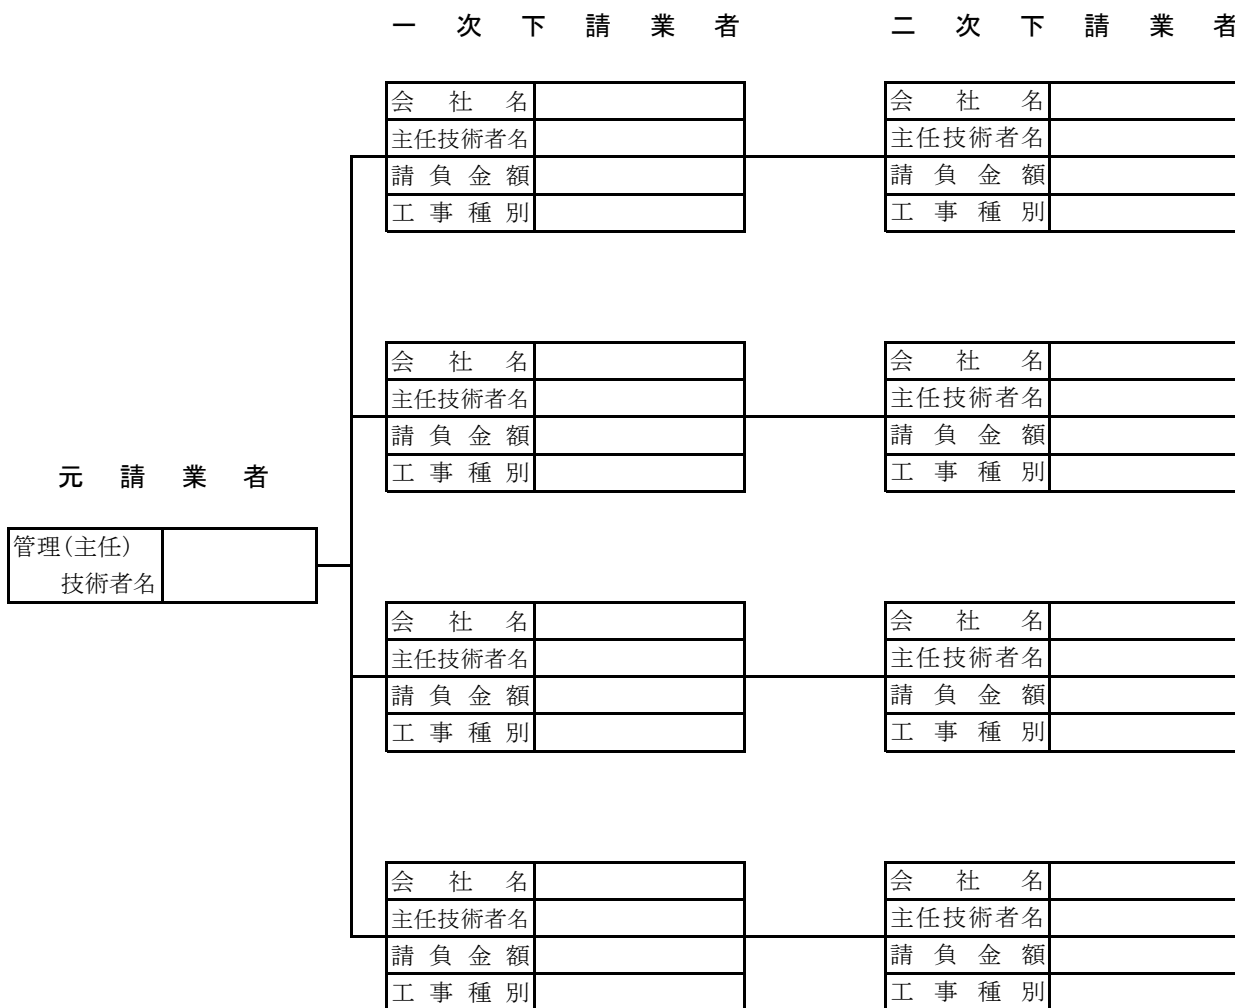 一次下請業者 二次下請業者
会社名 会社名
主任技術者名 主任技術者名
請負金額 請負金額
工事種別 工事種別
会社名 会社名
主任技術者名 主任技術者名
請負金額 請負金額
工事種別 工事種別
元請業者
管理(主任)
技術者名
会社名 会社名
主任技術者名 主任技術者名
請負金額 請負金額
工事種別 工事種別
会社名 会社名
主任技術者名 主任技術者名
請負金額 請負金額
工事種別 工事種別